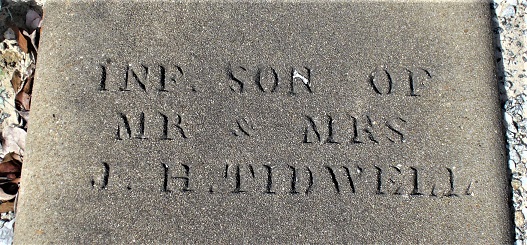 INF. SON OF
MR & MRS
J. H. TIDWELL